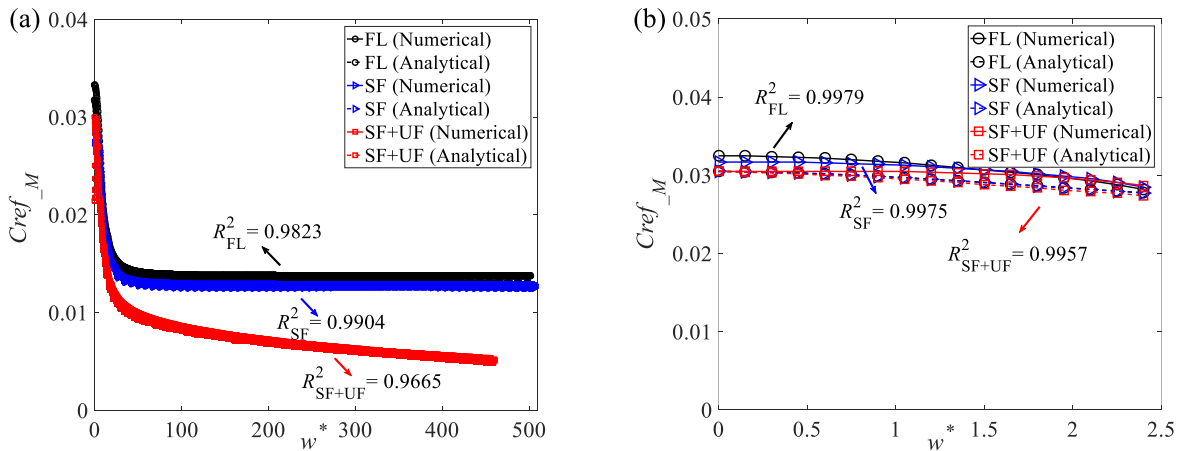 (a)
0.04
0.03
0.02
0.01
0
Cref_M
FL (Numerical)
FL (Analytical)
SF (Numerical)
SF (Analytical)
SF+UF (Numerical)
SF+UF (Analytical)
R²FL = 0.9823
R²SF = 0.9904
R²SF+UF = 0.9665
0 100 200 300 400 500
w*
(b)
0.05
0.04
0.03
0.02
0.01
0
Cref_M
FL (Numerical)
FL (Analytical)
SF (Numerical)
SF (Analytical)
SF+UF (Numerical)
SF+UF (Analytical)
R²FL = 0.9979
R²SF = 0.9975
R²SF+UF = 0.9957
0 0.5 1 1.5 2 2.5
w*